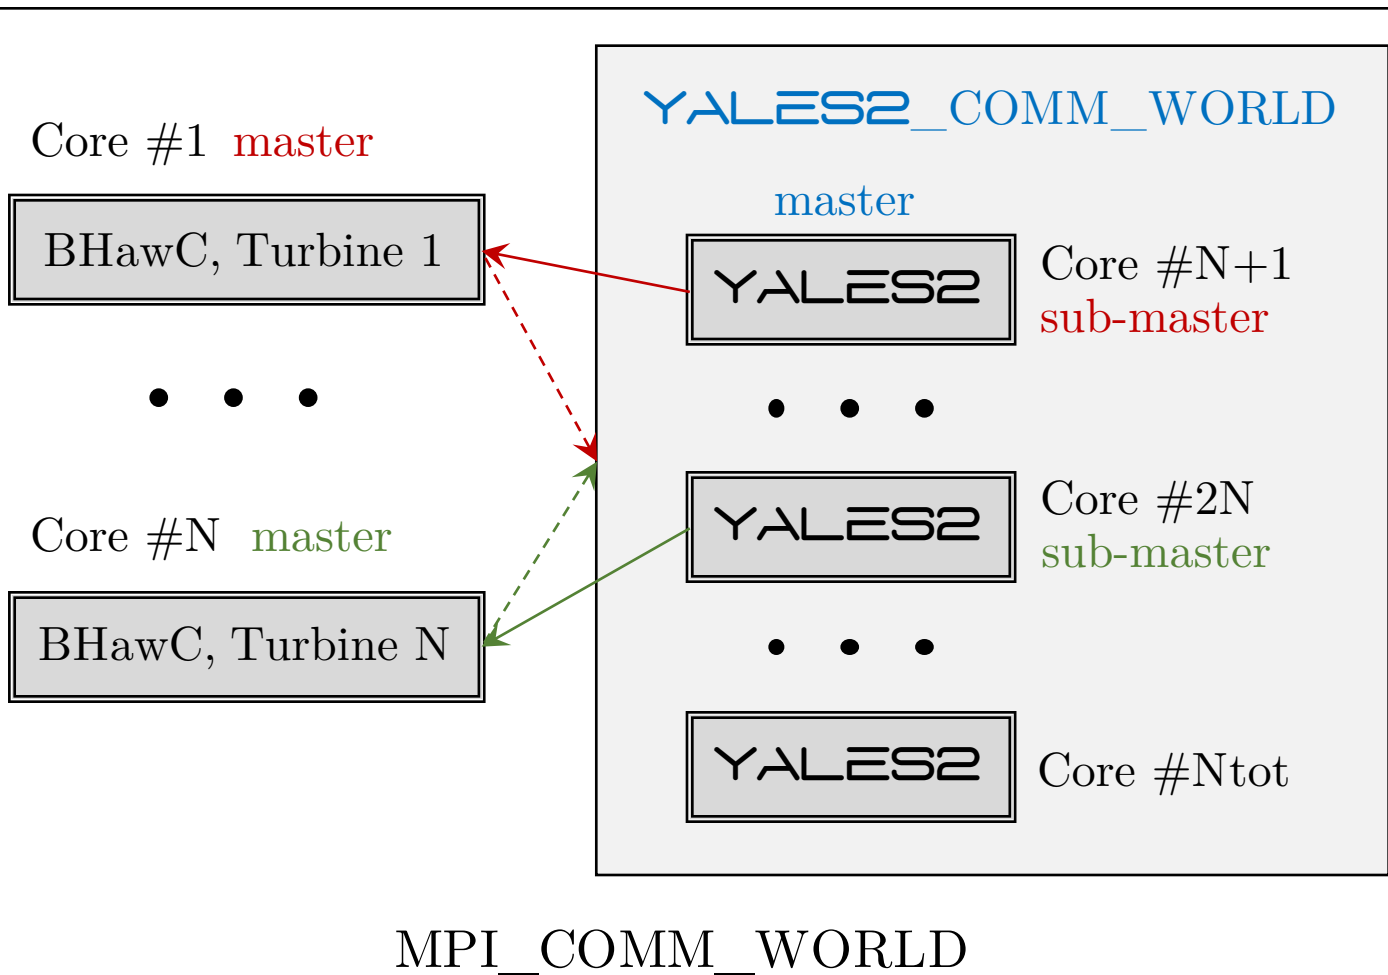 YALES2_COMM_WORLD
Core #1 master
BHawC, Turbine 1
master
YALES2
Core #N+1
sub-master
Core #N master
BHawC, Turbine N
YALES2
Core #2N
sub-master
YALES2
Core #Ntot
MPI_COMM_WORLD